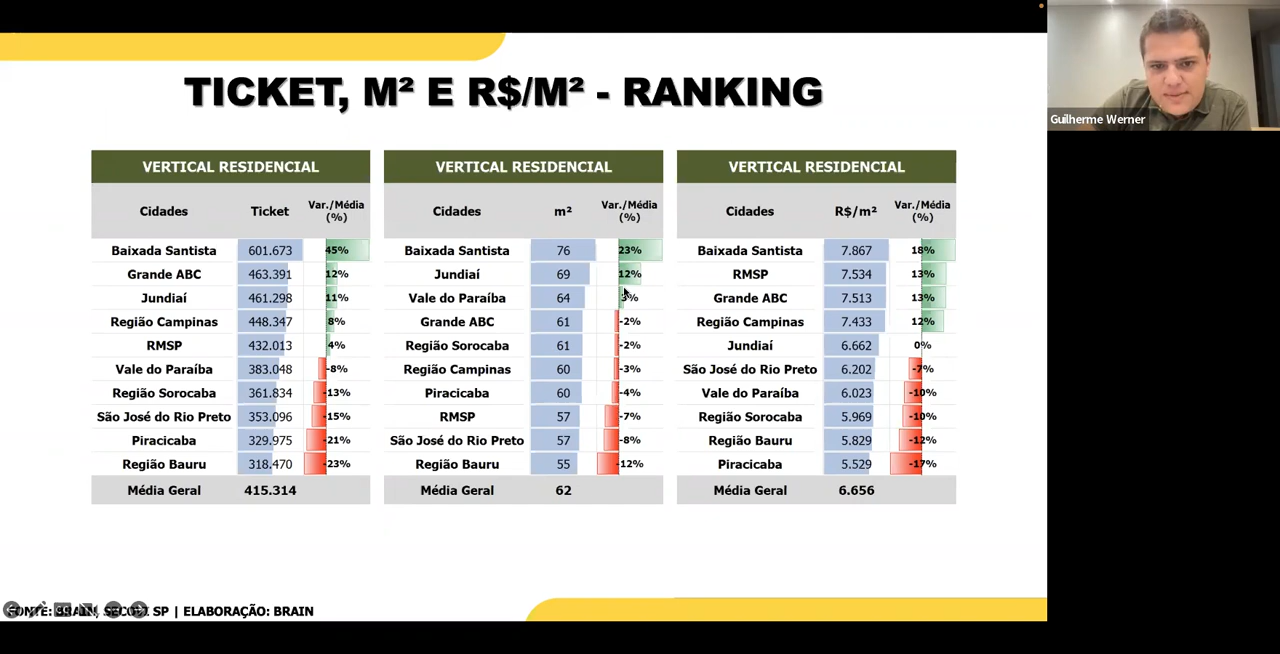 TICKET, M² E R$/M² - RANKING
Guilherme Werner
VERTICAL RESIDENCIAL
Cidades Ticket Var./Média (%)
Baixada Santista 601.673 45%
Grande ABC 463.391 12%
Jundiaí 461.298 11%
Região Campinas 448.347 8%
RMSP 432.013 4%
Vale do Paraíba 383.048 -8%
Região Sorocaba 361.834 -13%
São José do Rio Preto 353.096 -15%
Piracicaba 329.975 -21%
Região Bauru 318.470 -23%
Média Geral 415.314
VERTICAL RESIDENCIAL
Cidades m² Var./Média (%)
Baixada Santista 76 23%
Jundiaí 69 12%
Vale do Paraíba 64 3%
Grande ABC 61 -2%
Região Sorocaba 61 -2%
Região Campinas 60 -3%
Piracicaba 60 -4%
RMSP 57 -7%
São José do Rio Preto 57 -8%
Região Bauru 55 -12%
Média Geral 62
VERTICAL RESIDENCIAL
Cidades R$/m² Var./Média (%)
Baixada Santista 7.867 18%
RMSP 7.534 13%
Grande ABC 7.513 13%
Região Campinas 7.433 12%
Jundiaí 6.662 0%
São José do Rio Preto 6.202 -7%
Vale do Paraíba 6.023 -10%
Região Sorocaba 5.969 -10%
Região Bauru 5.829 -12%
Piracicaba 5.529 -17%
Média Geral 6.656
FONTE: BRAIN, SECOVI SP | ELABORAÇÃO: BRAIN